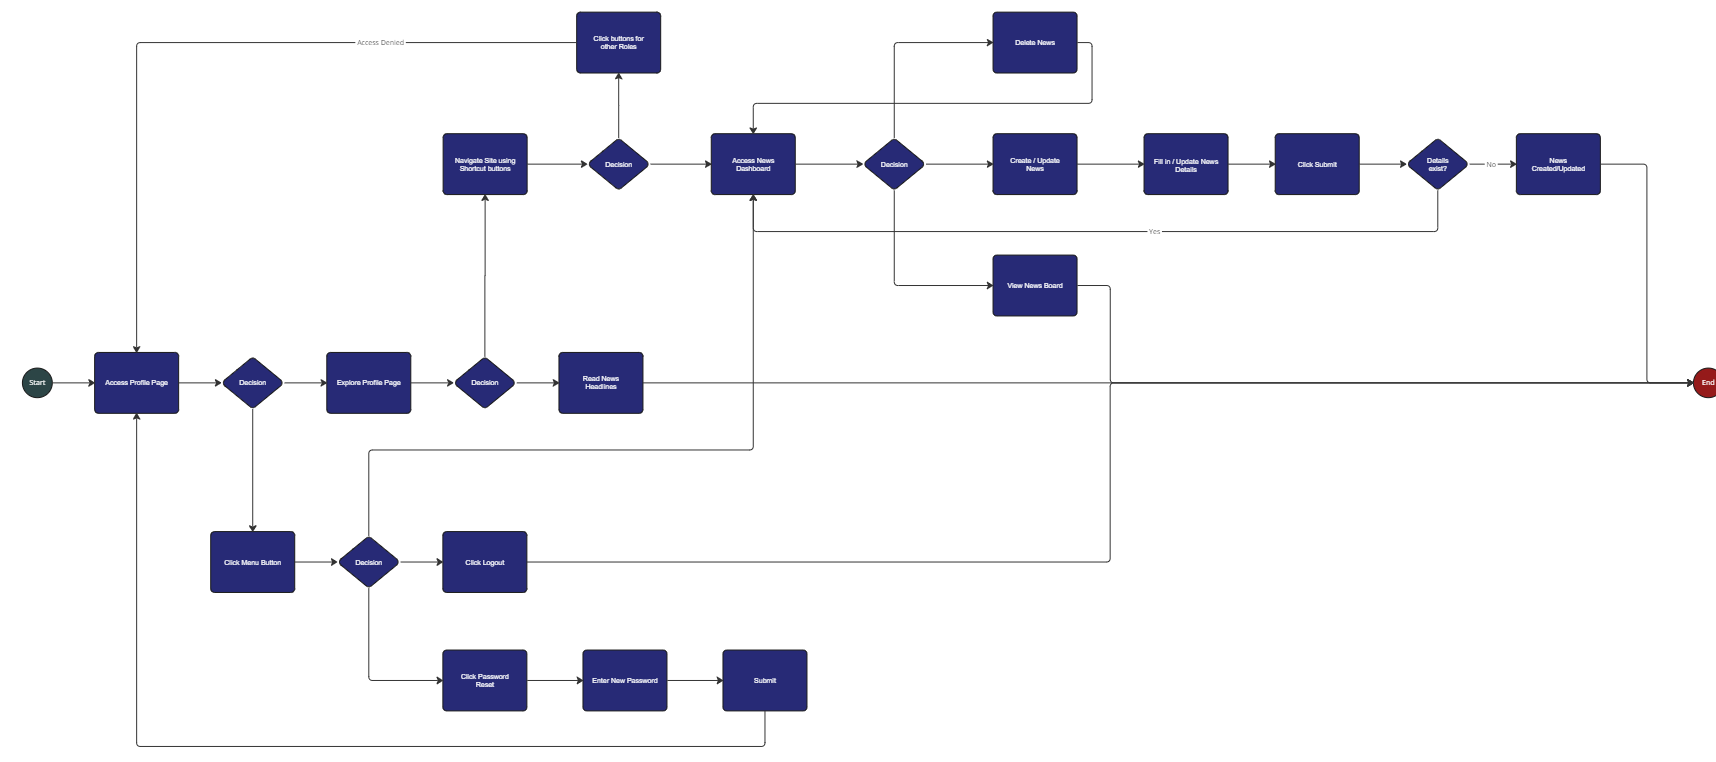 Click buttons for
other Roles
Delete News
Access Denied
Navigate Site using
Shortcut buttons
Decision
Access News
Dashboard
Decision
Create / Update
News
Fill in / Update News
Details
Click Submit
Details
exist?
No
News
Created/Updated
Yes
View News Board
Start
Access Profile Page
Decision
Explore Profile Page
Decision
Read News
Headlines
End
Click Menu Button
Decision
Click Logout
Click Password
Reset
Enter New Password
Submit